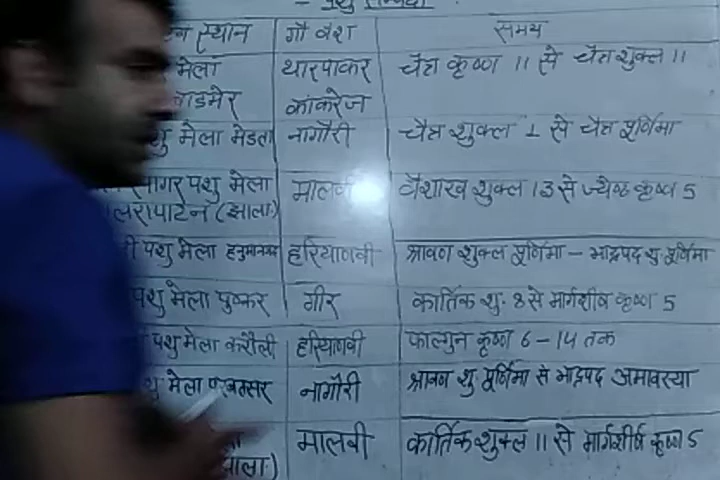 स्थान गौ वंश समय
मेला थारपाकर चैत्र कृष्ण 11 से चैत्र शुक्ल 11
कांकरेज
पशु मेला मेडता नागौरी चैत्र शुक्ल 1 से चैत्र पूर्णिमा
सागर पशु मेला मालवी वैशाख शुक्ल 13 से ज्येष्ठ कृष्ण 5
(झाला.)
पशु मेला हरियाणवी श्रावण शुक्ल पूर्णिमा - भाद्रपद शु पूर्णिमा
पशु मेला पुष्कर गीर कार्तिक शु. 8 से मार्गशीर्ष कृष्ण 5
पशु मेला करौली हरियाणवी फाल्गुन कृष्ण 6-14 तक
मेला परबतसर नागौरी श्रावण शु पूर्णिमा से भाद्रपद अमावस्या
मालवी कार्तिक शुक्ल 11 से मार्गशीर्ष कृष्ण 5